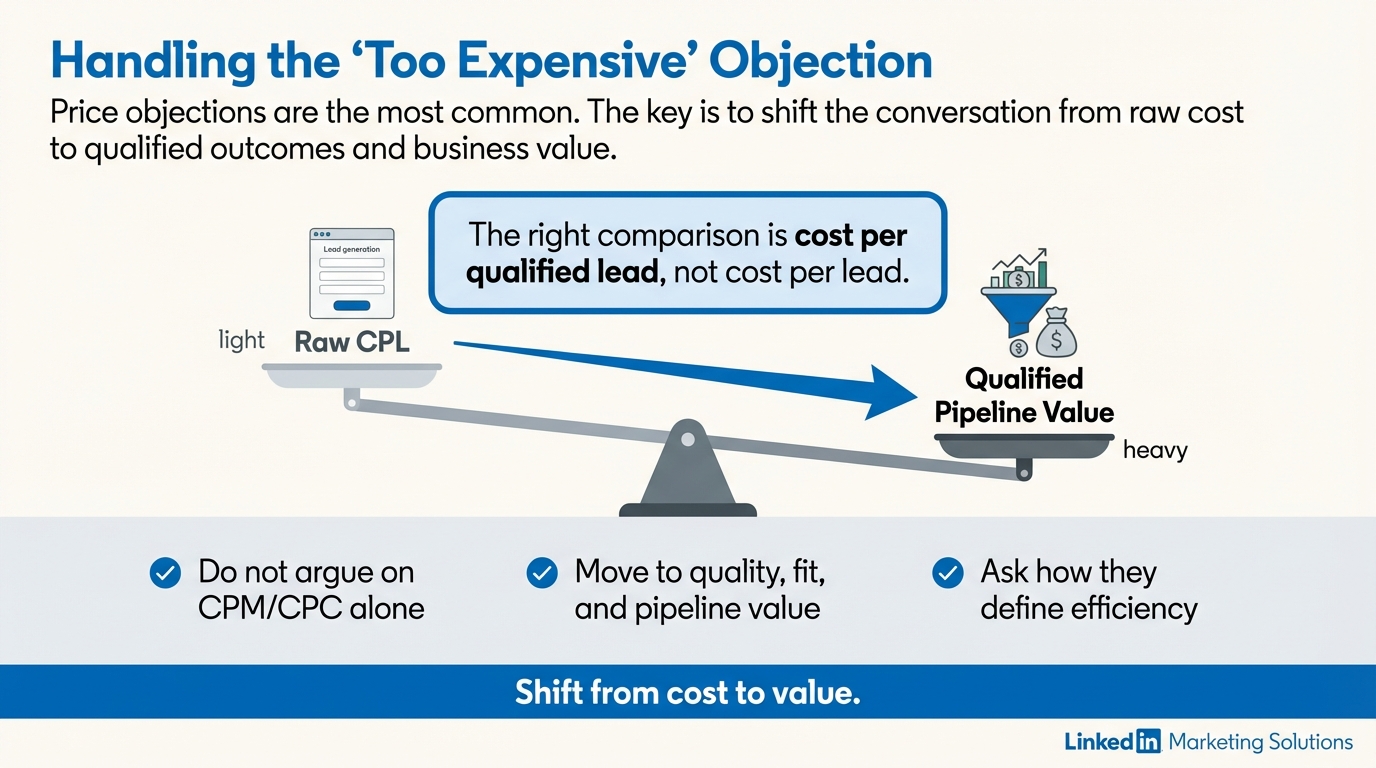 Handling the ‘Too Expensive’ Objection
Price objections are the most common. The key is to shift the conversation from raw cost
to qualified outcomes and business value.
The right comparison is cost per
qualified lead, not cost per lead.
Lead generation
light
Raw CPL
$
$
$
Qualified
Pipeline Value
heavy
Do not argue on
CPM/CPC alone
Move to quality, fit,
and pipeline value
Ask how they
define efficiency
Shift from cost to value.
Linked in Marketing Solutions